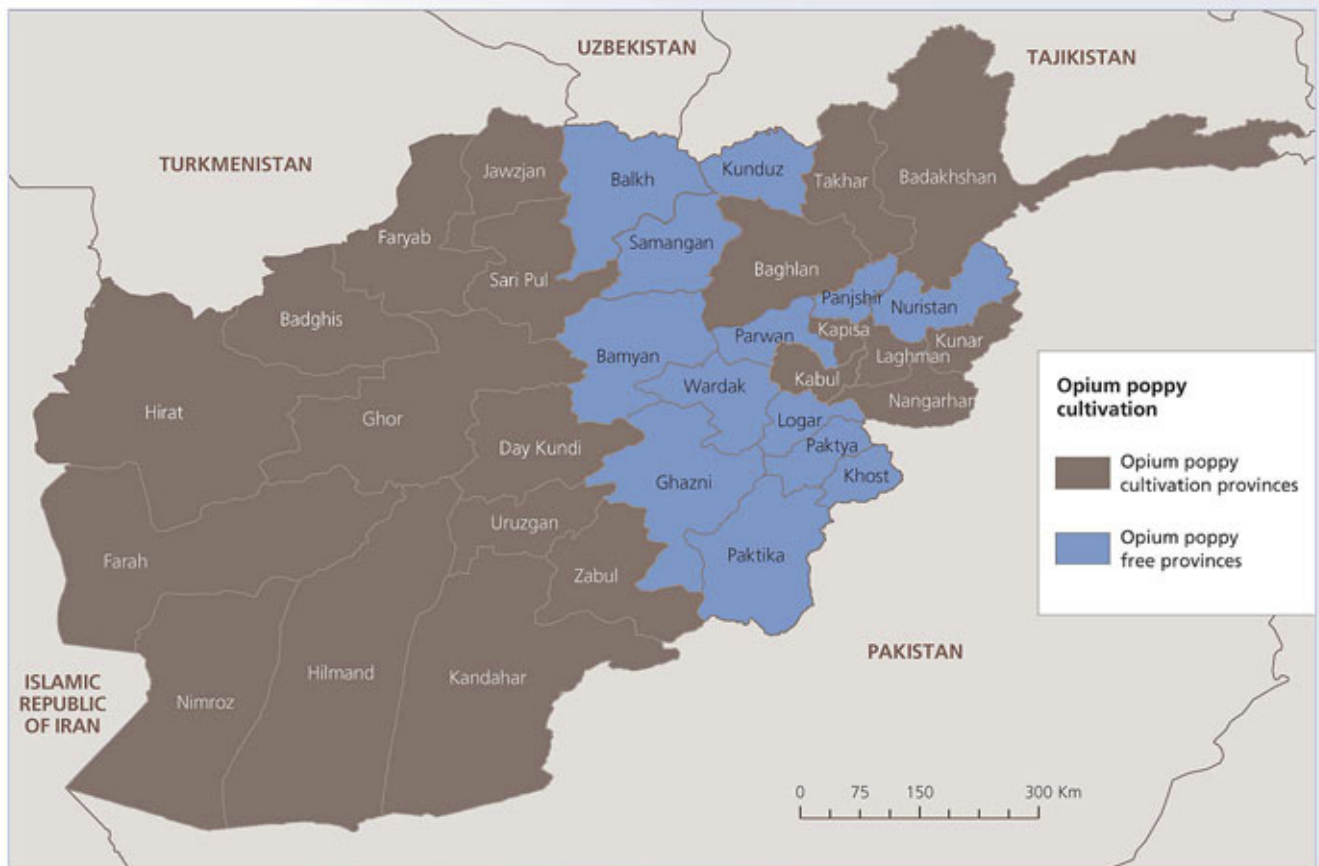 UZBEKISTAN
TAJIKISTAN
TURKMENISTAN
Jawzjan
Balkh
Kunduz
Takhar
Badakhshan
Faryab
Samangan
Sari Pul
Baghlan
Badghis
Panjshir
Nuristan
Parwan
Kapisa
Kunar
Bamyan
Laghman
Wardak
Kabul
Nangarhar
Hirat
Ghor
Logar
Day Kundi
Paktya
Ghazni
Khost
Uruzgan
Farah
Zabul
Paktika
Hilmand
Kandahar
Nimroz
PAKISTAN
ISLAMIC
REPUBLIC
OF IRAN
Opium poppy
cultivation
Opium poppy
cultivation provinces
Opium poppy
free provinces
0 75 150 300 Km